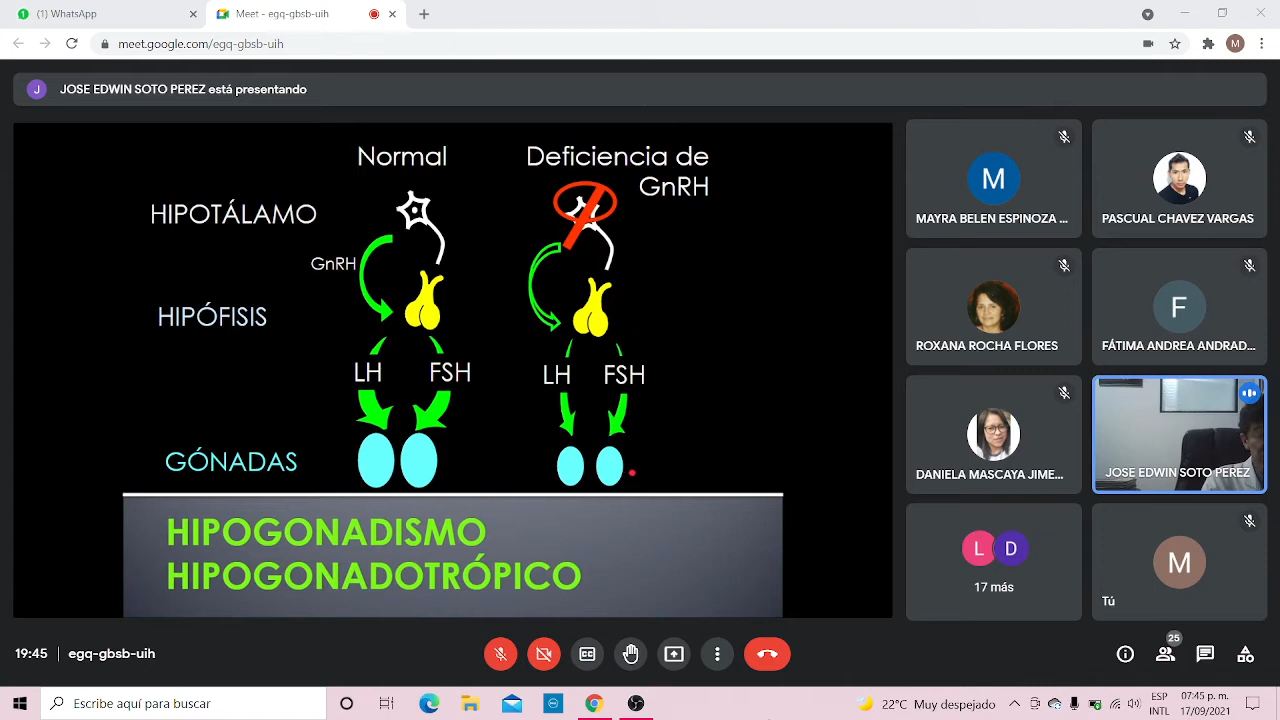 (1) WhatsApp
Meet - egq-gbsb-uih
meet.google.com/egq-gbsb-uih
M
J
JOSE EDWIN SOTO PEREZ está presentando
Normal
Deficiencia de
GnRH
HIPOTÁLAMO
GnRH
HIPÓFISIS
LH
FSH
LH
FSH
GÓNADAS
HIPOGONADISMO
HIPOGONADOTRÓPICO
M
MAYRA BELEN ESPINOZA ...
PASCUAL CHAVEZ VARGAS
ROXANA ROCHA FLORES
F
FÁTIMA ANDREA ANDRAD...
DANIELA MASCAYA JIME...
JOSE EDWIN SOTO PEREZ
L
D
17 más
M
Tú
19:45 | egq-gbsb-uih
25
Escribe aquí para buscar
22°C Muy despejado
ESP
INTL
07:45 p. m.
17/09/2021